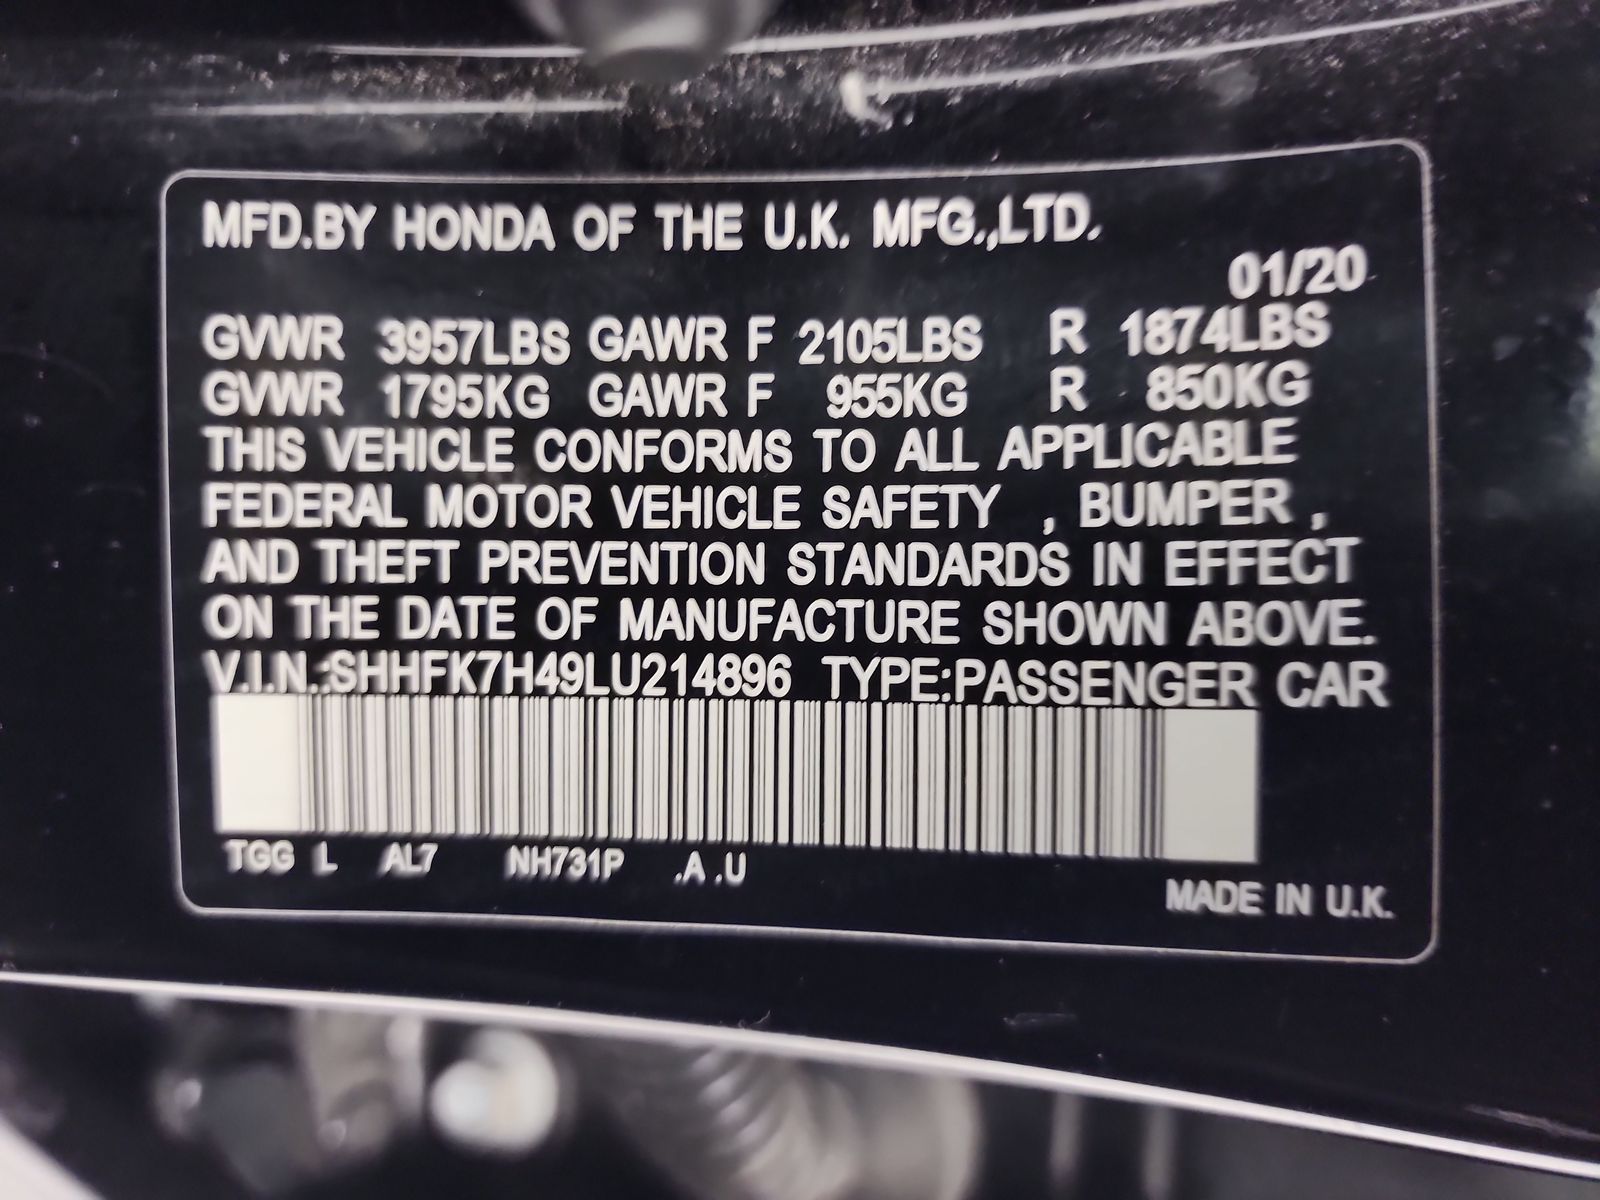 MFD.BY HONDA OF THE U.K. MFG.,LTD.
01/20
GVWR 3957LBS GAWR F 2105LBS R 1874LBS
GVWR 1795KG GAWR F 955KG R 850KG
THIS VEHICLE CONFORMS TO ALL APPLICABLE
FEDERAL MOTOR VEHICLE SAFETY , BUMPER ,
AND THEFT PREVENTION STANDARDS IN EFFECT
ON THE DATE OF MANUFACTURE SHOWN ABOVE.
V.I.N.:SHHFK7H49LU214896 TYPE:PASSENGER CAR
TGG L AL7 NH731P .A .U
MADE IN U.K.